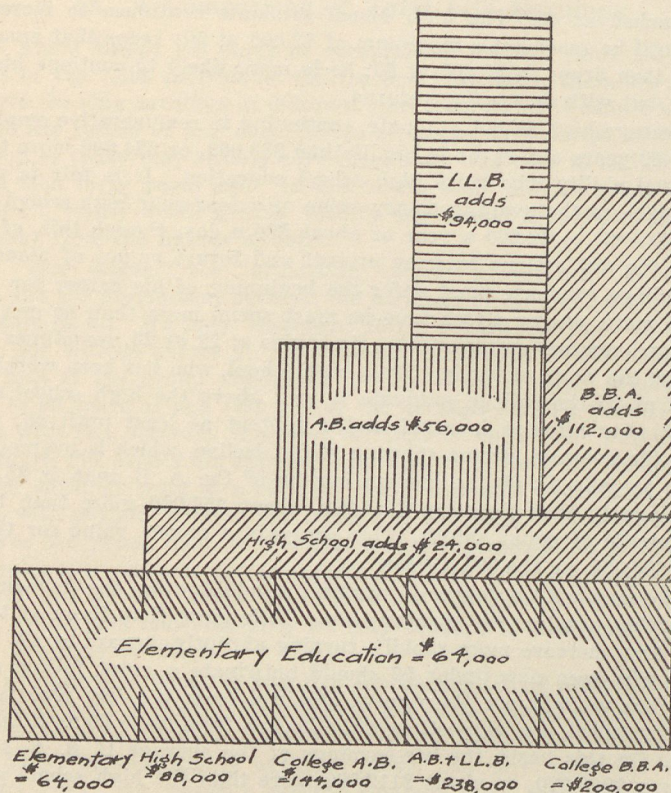 LL.B.
adds
$94,000
B.B.A.
adds
$112,000
A.B. adds $56,000
High School adds $24,000
Elementary Education = $64,000
Elementary
= $64,000
High School
= $88,000
College A.B.
= $144,000
A.B. + LL.B.
= $238,000
College B.B.A.
= $200,000